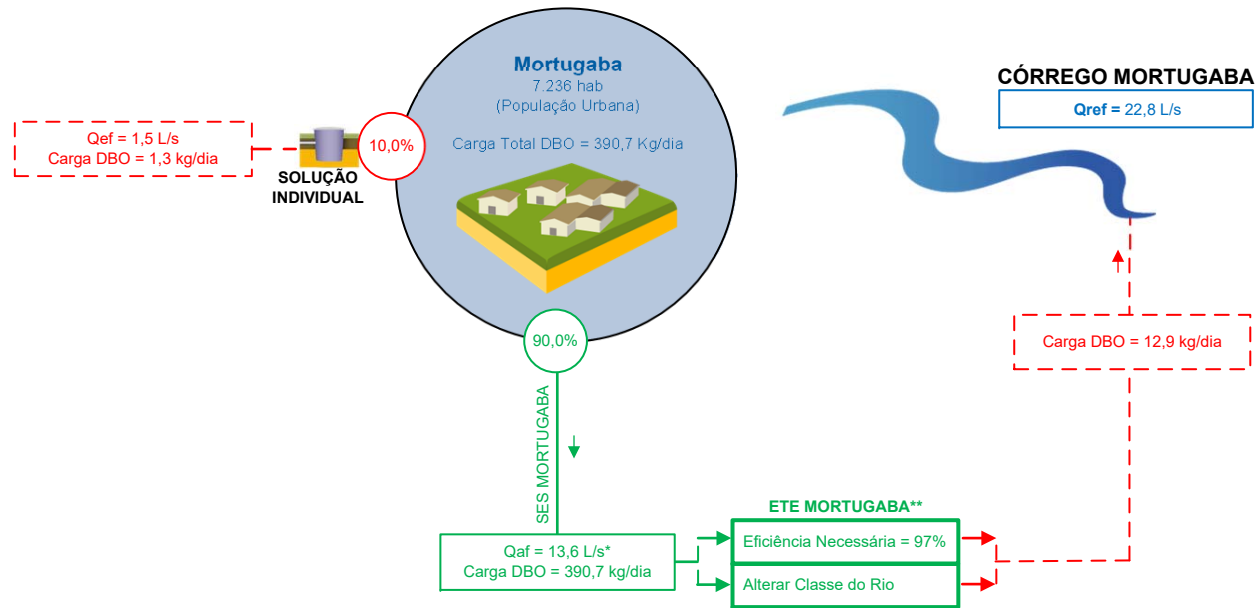 Mortugaba
7.236 hab
(População Urbana)
Carga Total DBO = 390,7 Kg/dia
CÓRREGO MORTUGABA
Qref = 22,8 L/s
Qef = 1,5 L/s
Carga DBO = 1,3 kg/dia
10,0%
SOLUÇÃO
INDIVIDUAL
90,0%
Carga DBO = 12,9 kg/dia
SES MORTUGABA
ETE MORTUGABA**
Qaf = 13,6 L/s*
Carga DBO = 390,7 kg/dia
Eficiência Necessária = 97%
Alterar Classe do Rio